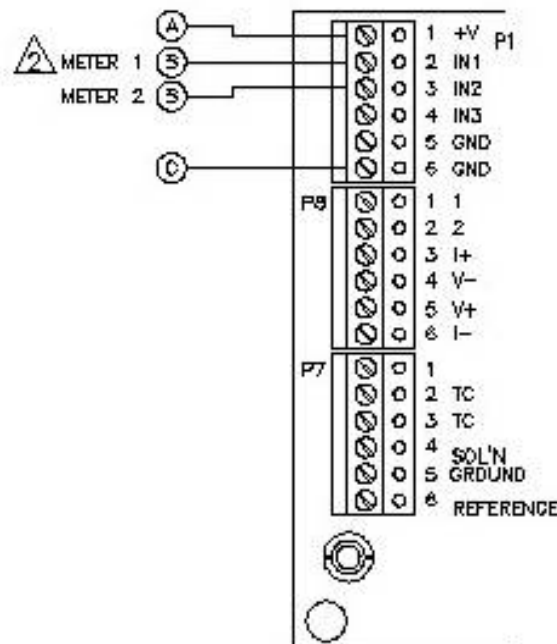 A
1 +V P1
2 METER 1 B 2 IN1
METER 2 B 3 IN2
4 IN3
5 GND
C 6 GND
P8 1 1
2 2
3 I+
4 V-
5 V+
6 I-
P7 1
2 TC
3 TC
4 SOL'N
5 GROUND
6 REFERENCE